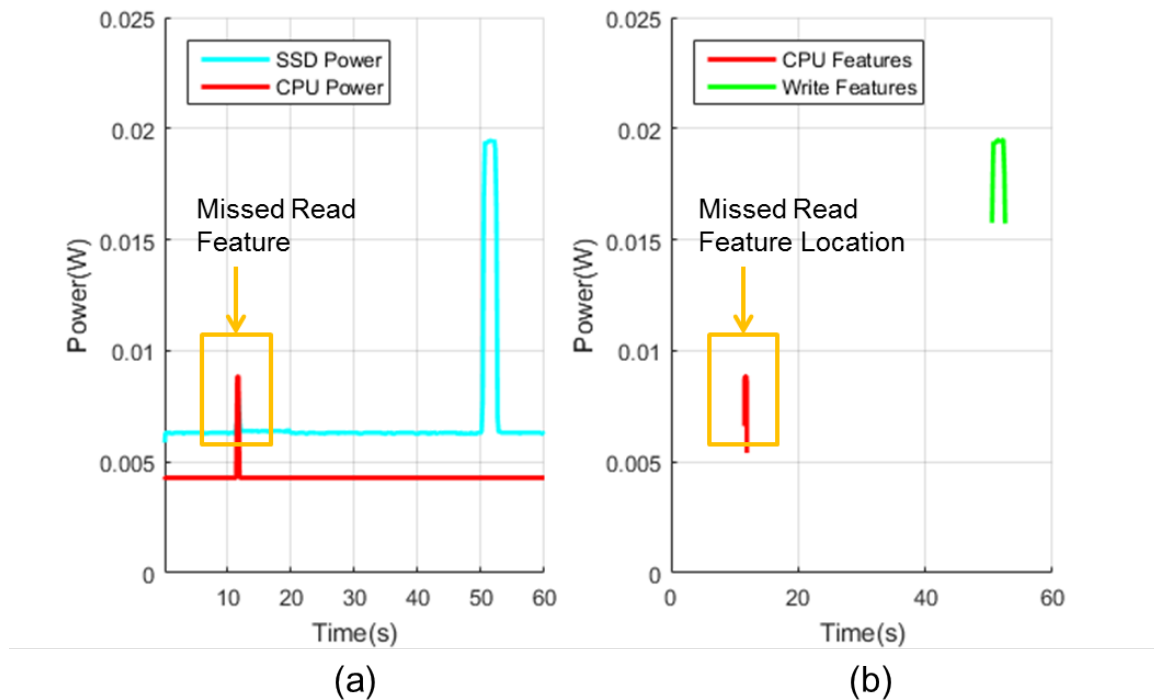 0.025
0.02
0.015
0.01
0.005
0
10
20
30
40
50
60
Power(W)
Time(s)
SSD Power
CPU Power
Missed Read
Feature
(a)
0.025
0.02
0.015
0.01
0.005
0
0
20
40
60
Power(W)
Time(s)
CPU Features
Write Features
Missed Read
Feature Location
(b)